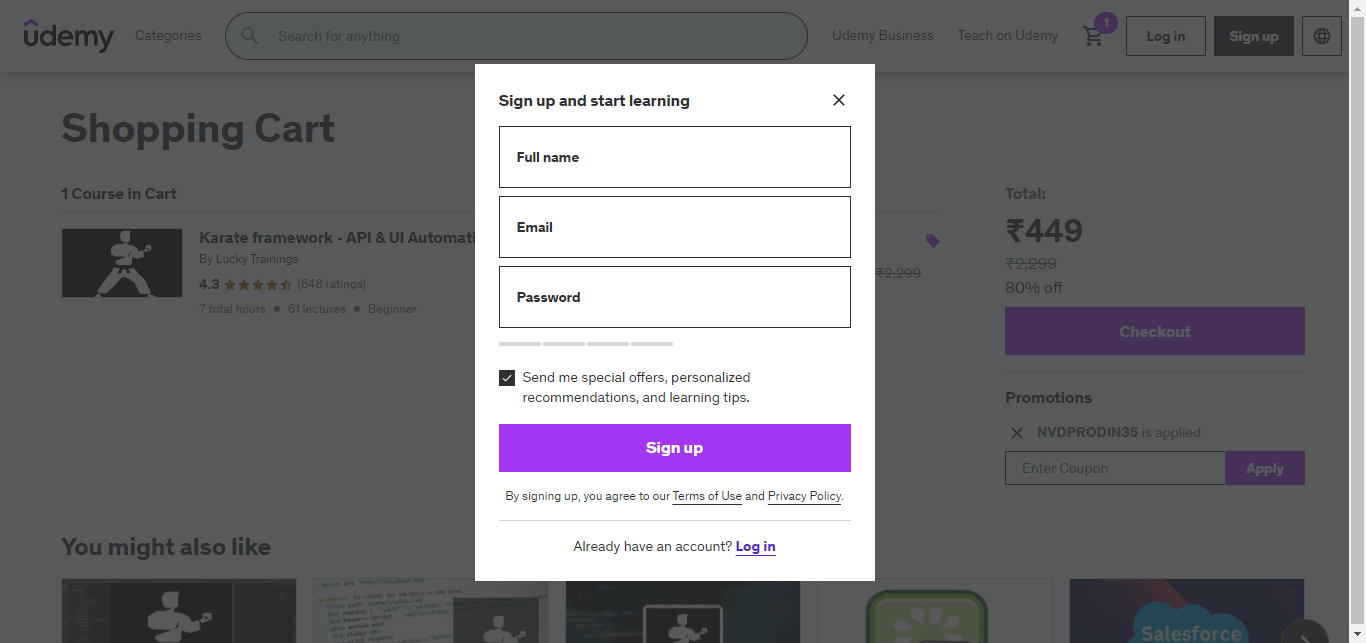 udemy
Categories
Search for anything
Udemy Business
Teach on Udemy
1
Log in
Sign up
Shopping Cart
1 Course in Cart
Karate framework - API & UI Automati
By Lucky Trainings
4.3 (648 ratings)
7 total hours 61 lectures Beginner
₹2,299
Sign up and start learning
Full name
Email
Password
Send me special offers, personalized
recommendations, and learning tips.
Sign up
By signing up, you agree to our Terms of Use and Privacy Policy.
Already have an account? Log in
Total:
₹449
₹2,299
80% off
Checkout
Promotions
NVDPRODIN35 is applied
Enter Coupon
Apply
You might also like
Salesforce